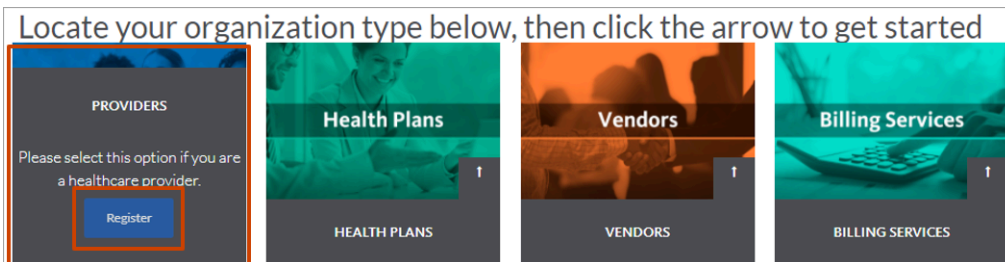 Locate your organization type below, then click the arrow to get started
PROVIDERS
Please select this option if you are
a healthcare provider.
Register
Health Plans
HEALTH PLANS
Vendors
VENDORS
Billing Services
BILLING SERVICES